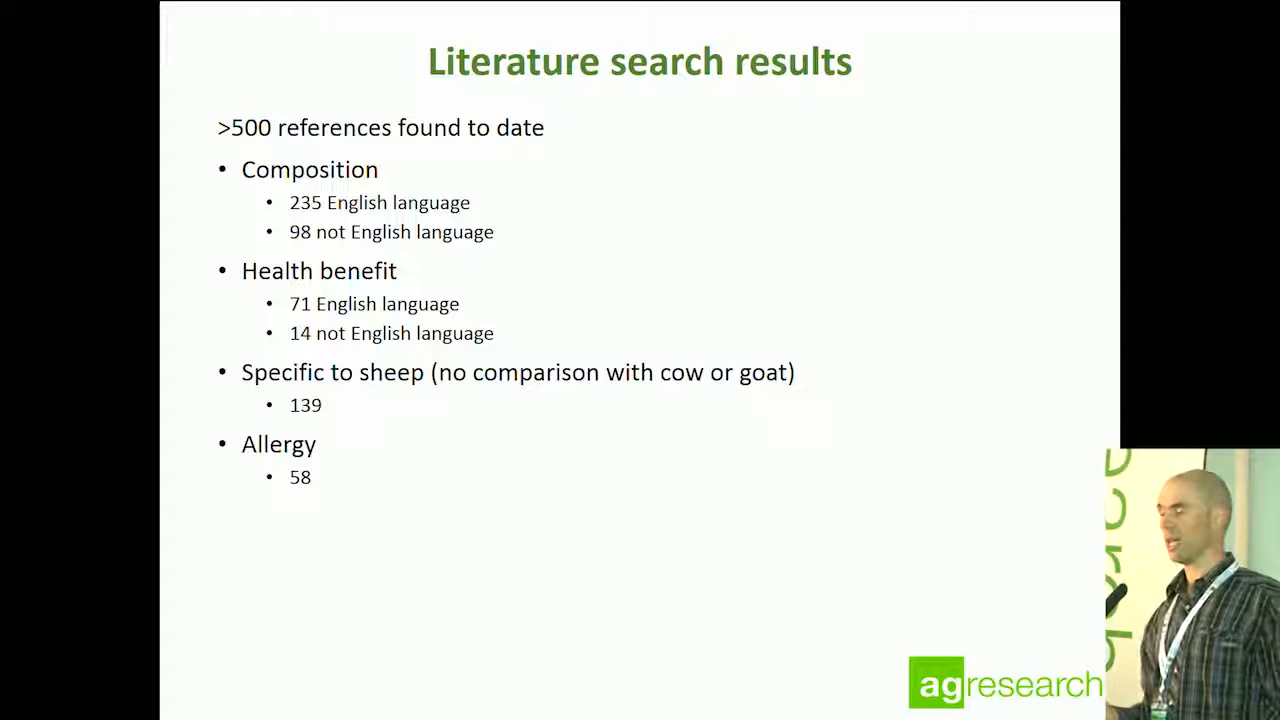 Literature search results
>500 references found to date
• Composition
• 235 English language
• 98 not English language
• Health benefit
• 71 English language
• 14 not English language
• Specific to sheep (no comparison with cow or goat)
• 139
• Allergy
• 58
agresearch